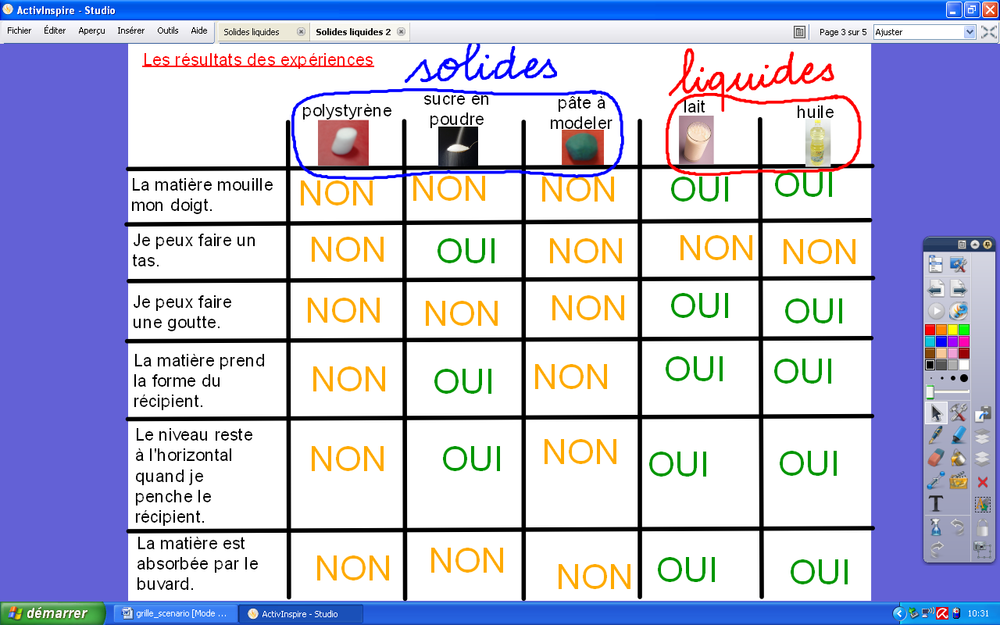 ActivInspire - Studio
Fichier Éditer Aperçu Insérer Outils Aide Solides liquides Solides liquides 2 Page 3 sur 5 Ajuster
Les résultats des expériences
solides
liquides
polystyrène
sucre en
poudre
pâte à
modeler
lait
huile
La matière mouille
mon doigt.
NON NON NON OUI OUI
Je peux faire un
tas.
NON OUI NON NON NON
Je peux faire
une goutte.
NON NON NON OUI OUI
La matière prend
la forme du
récipient.
NON OUI NON OUI OUI
Le niveau reste
à l'horizontal
quand je
penche le
récipient.
NON OUI NON OUI OUI
La matière est
absorbée par le
buvard.
NON NON NON OUI OUI
T
démarrer grille_scenario [Mode ... ActivInspire - Studio 10:31